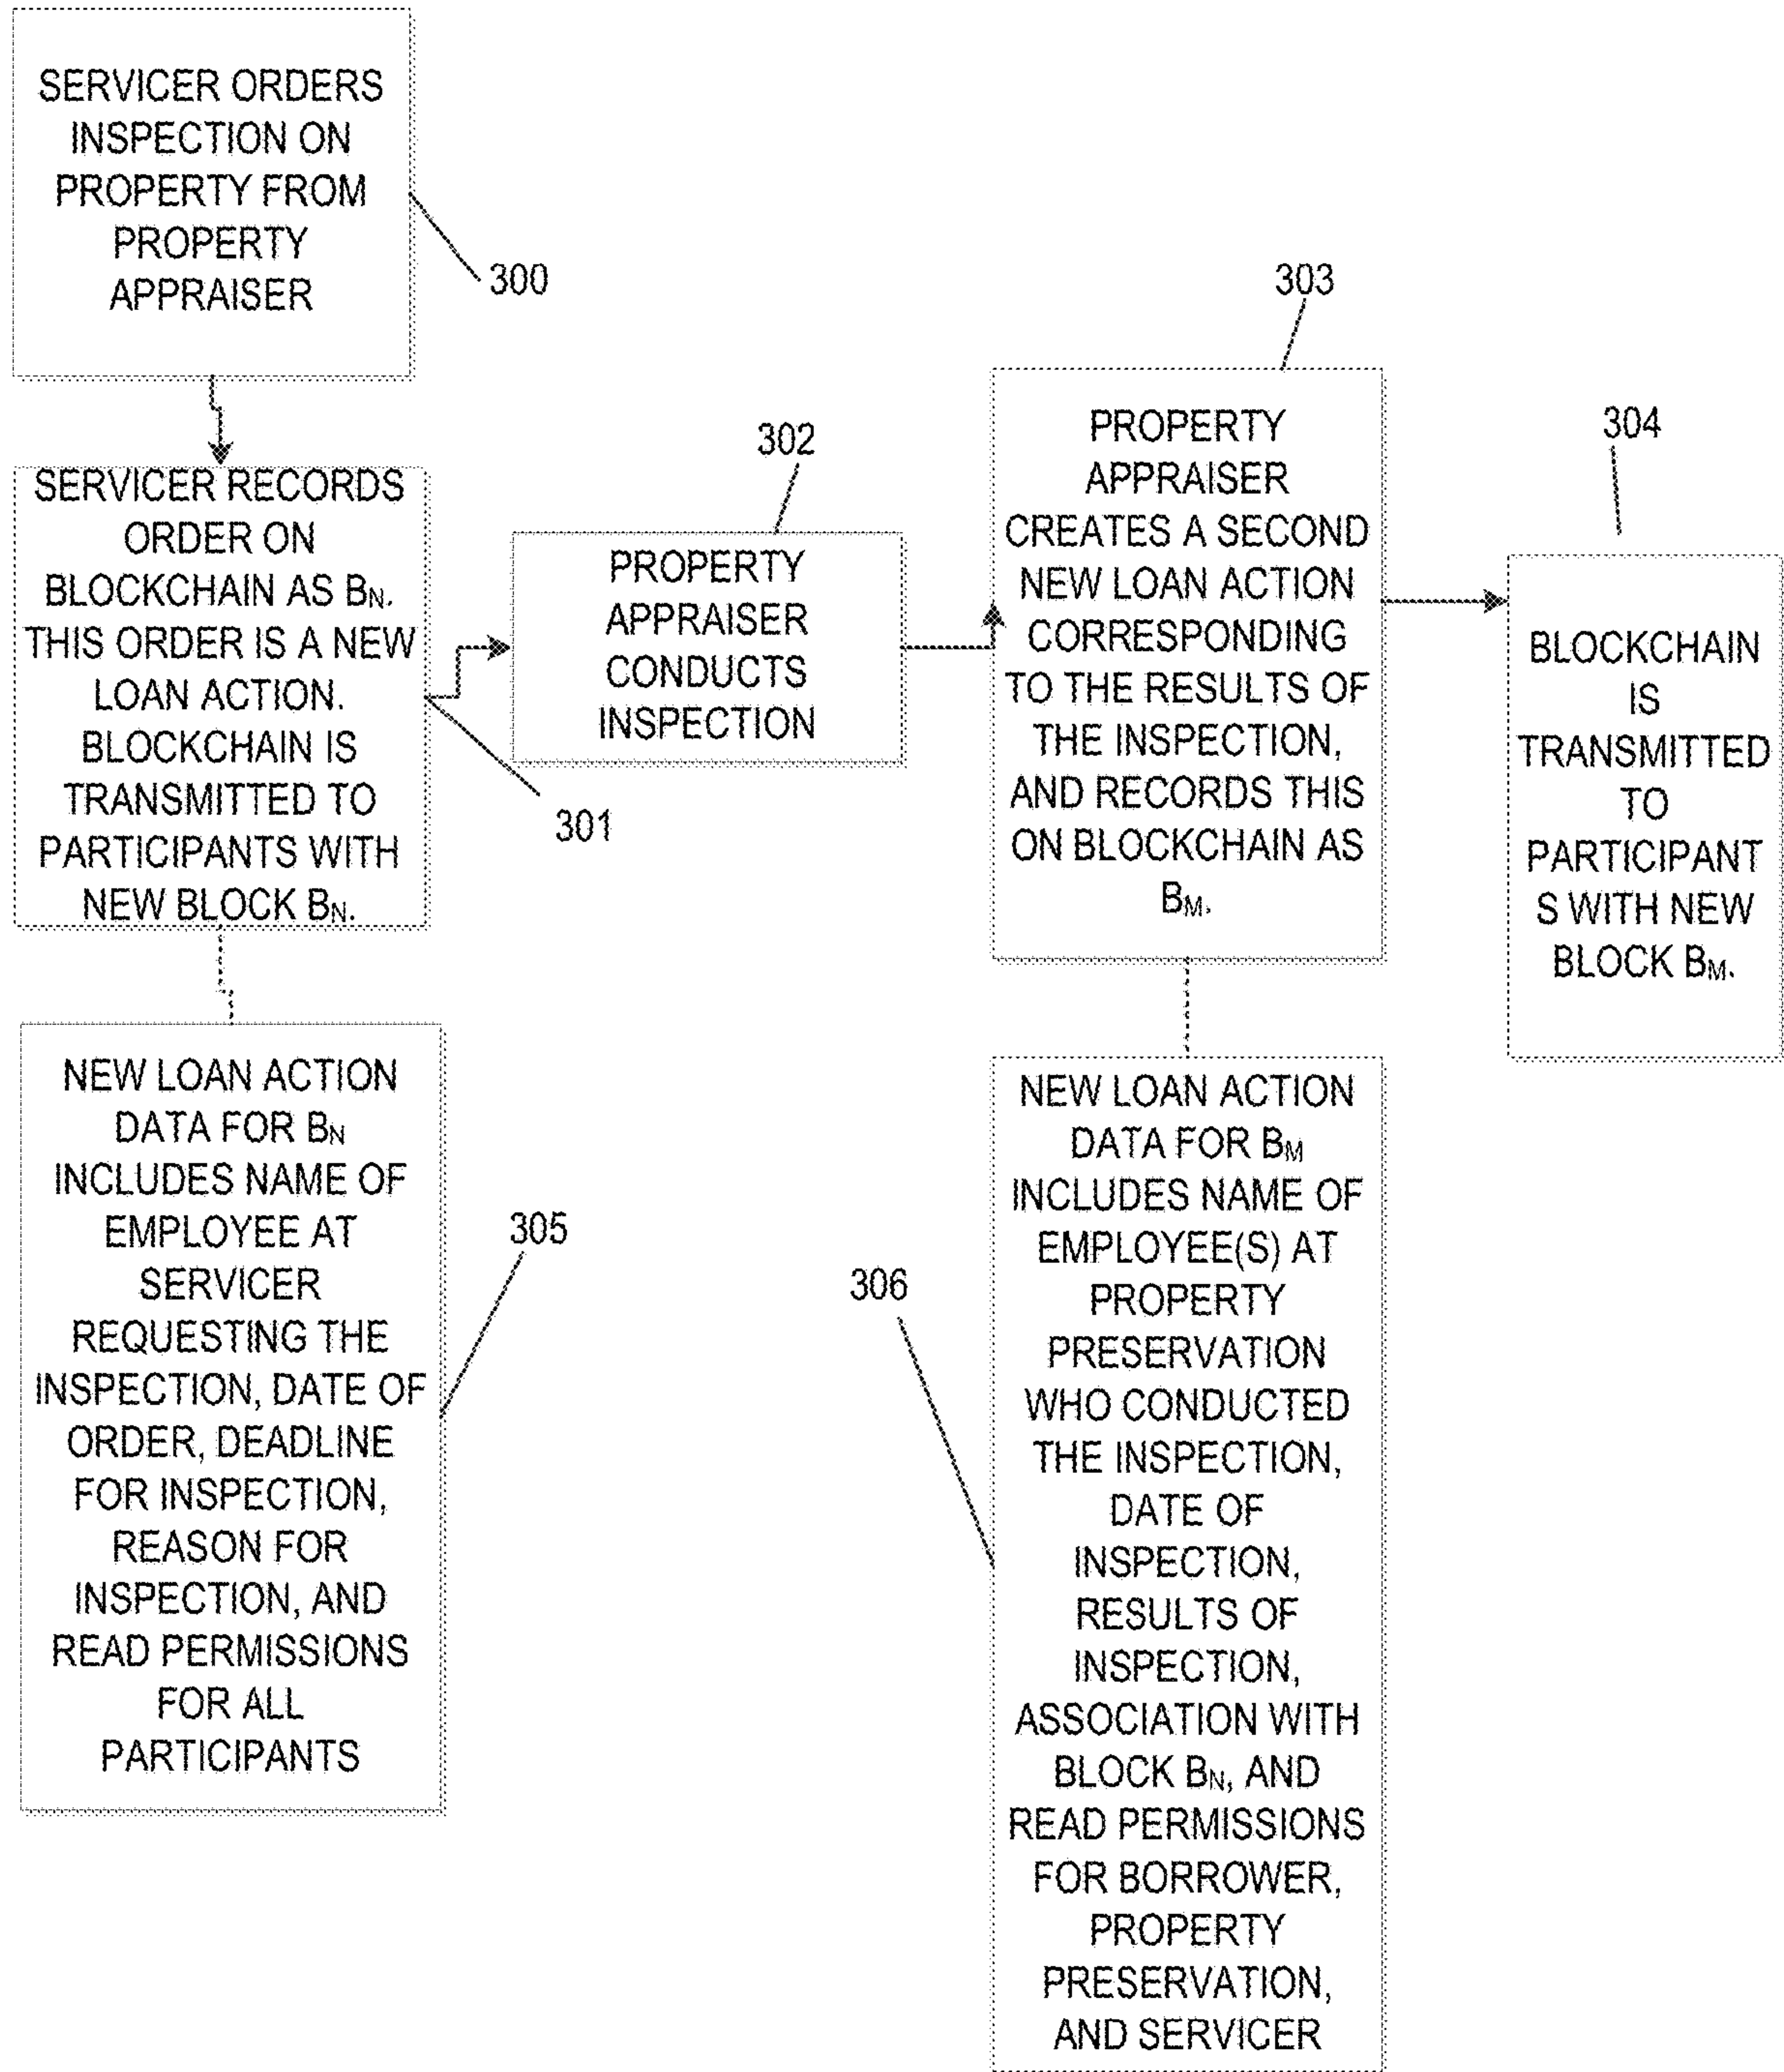 SERVICER ORDERS
INSPECTION ON
PROPERTY FROM
PROPERTY
APPRAISER
300
SERVICER RECORDS
ORDER ON
BLOCKCHAIN AS BN.
THIS ORDER IS A NEW
LOAN ACTION.
BLOCKCHAIN IS
TRANSMITTED TO
PARTICIPANTS WITH
NEW BLOCK BN.
301
302
PROPERTY
APPRAISER
CONDUCTS
INSPECTION
303
PROPERTY
APPRAISER
CREATES A SECOND
NEW LOAN ACTION
CORRESPONDING
TO THE RESULTS OF
THE INSPECTION,
AND RECORDS THIS
ON BLOCKCHAIN AS
BM.
304
BLOCKCHAIN
IS
TRANSMITTED
TO
PARTICIPANT
S WITH NEW
BLOCK BM.
NEW LOAN ACTION
DATA FOR BN
INCLUDES NAME OF
EMPLOYEE AT
SERVICER
REQUESTING THE
INSPECTION, DATE OF
ORDER, DEADLINE
FOR INSPECTION,
REASON FOR
INSPECTION, AND
READ PERMISSIONS
FOR ALL
PARTICIPANTS
305
306
NEW LOAN ACTION
DATA FOR BM
INCLUDES NAME OF
EMPLOYEE(S) AT
PROPERTY
PRESERVATION
WHO CONDUCTED
THE INSPECTION,
DATE OF
INSPECTION,
RESULTS OF
INSPECTION,
ASSOCIATION WITH
BLOCK BN, AND
READ PERMISSIONS
FOR BORROWER,
PROPERTY
PRESERVATION,
AND SERVICER